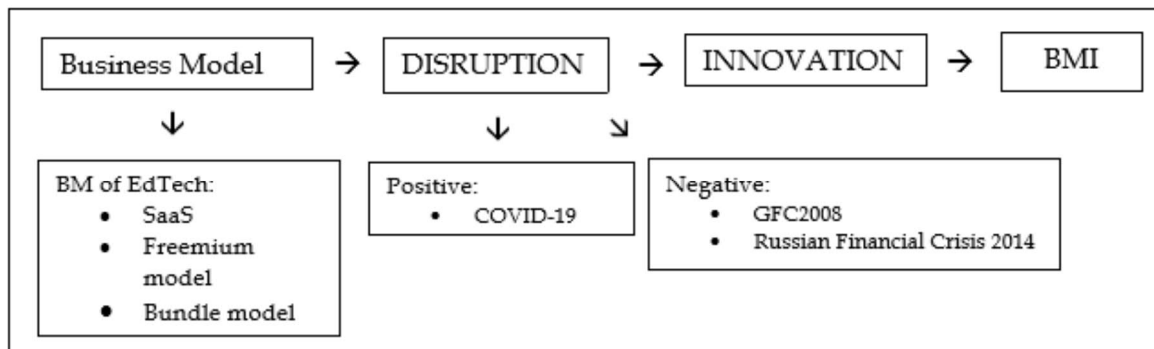 Business Model → DISRUPTION → INNOVATION → BMI
↓ ↓ ↘
BM of EdTech:
• SaaS
• Freemium
model
• Bundle model
Positive:
• COVID-19
Negative:
• GFC2008
• Russian Financial Crisis 2014